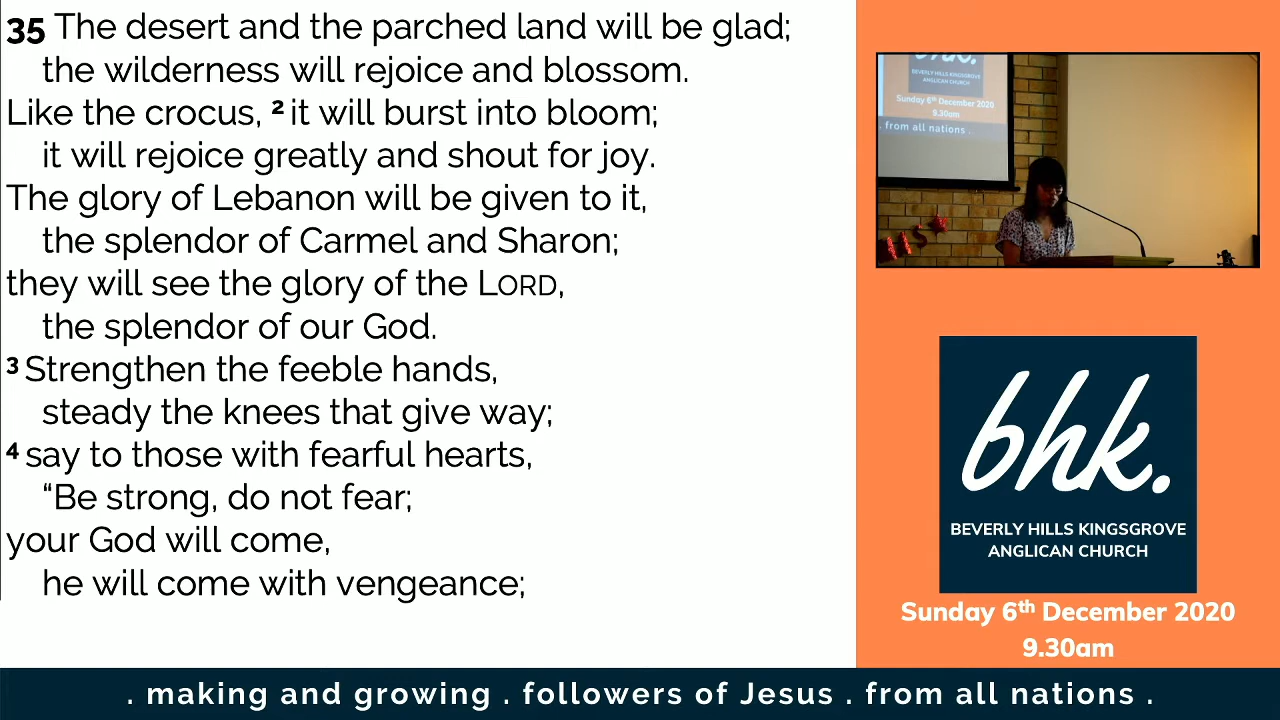 35 The desert and the parched land will be glad;
the wilderness will rejoice and blossom.
Like the crocus, 2 it will burst into bloom;
it will rejoice greatly and shout for joy.
The glory of Lebanon will be given to it,
the splendor of Carmel and Sharon;
they will see the glory of the LORD,
the splendor of our God.
3 Strengthen the feeble hands,
steady the knees that give way;
4 say to those with fearful hearts,
“Be strong, do not fear;
your God will come,
he will come with vengeance;
BEVERLY HILLS KINGSGROVE
ANGLICAN CHURCH
Sunday 6th December 2020
9.30am
. from all nations .
bhk.
BEVERLY HILLS KINGSGROVE
ANGLICAN CHURCH
Sunday 6th December 2020
9.30am
. making and growing . followers of Jesus . from all nations .